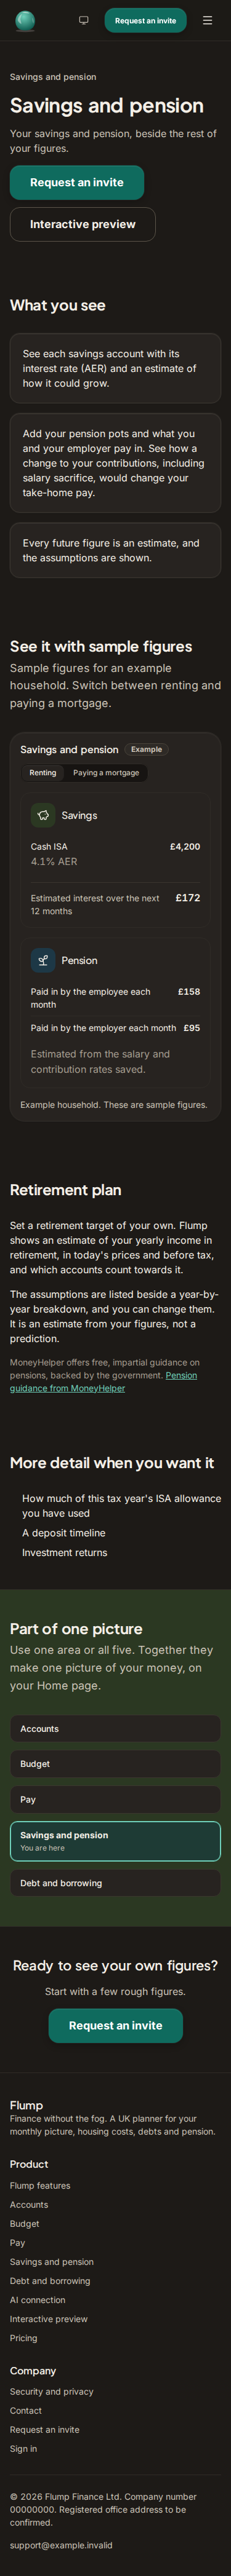 Request an invite
Savings and pension
Savings and pension
Your savings and pension, beside the rest of
your figures.
Request an invite
Interactive preview
What you see
See each savings account with its
interest rate (AER) and an estimate of
how it could grow.
Add your pension pots and what you
and your employer pay in. See how a
change to your contributions, including
salary sacrifice, would change your
take-home pay.
Every future figure is an estimate, and
the assumptions are shown.
See it with sample figures
Sample figures for an example
household. Switch between renting and
paying a mortgage.
Savings and pension Example
Renting Paying a mortgage
Savings
Cash ISA £4,200
4.1% AER
Estimated interest over the next £172
12 months
Pension
Paid in by the employee each £158
month
Paid in by the employer each month £95
Estimated from the salary and
contribution rates saved.
Example household. These are sample figures.
Retirement plan
Set a retirement target of your own. Flump
shows an estimate of your yearly income in
retirement, in today's prices and before tax,
and which accounts count towards it.
The assumptions are listed beside a year-by-
year breakdown, and you can change them.
It is an estimate from your figures, not a
prediction.
MoneyHelper offers free, impartial guidance on
pensions, backed by the government. Pension
guidance from MoneyHelper
More detail when you want it
How much of this tax year's ISA allowance
you have used
A deposit timeline
Investment returns
Part of one picture
Use one area or all five. Together they
make one picture of your money, on
your Home page.
Accounts
Budget
Pay
Savings and pension
You are here
Debt and borrowing
Ready to see your own figures?
Start with a few rough figures.
Request an invite
Flump
Finance without the fog. A UK planner for your
monthly picture, housing costs, debts and pension.
Product
Flump features
Accounts
Budget
Pay
Savings and pension
Debt and borrowing
AI connection
Interactive preview
Pricing
Company
Security and privacy
Contact
Request an invite
Sign in
© 2026 Flump Finance Ltd. Company number
00000000. Registered office address to be
confirmed.
support@example.invalid